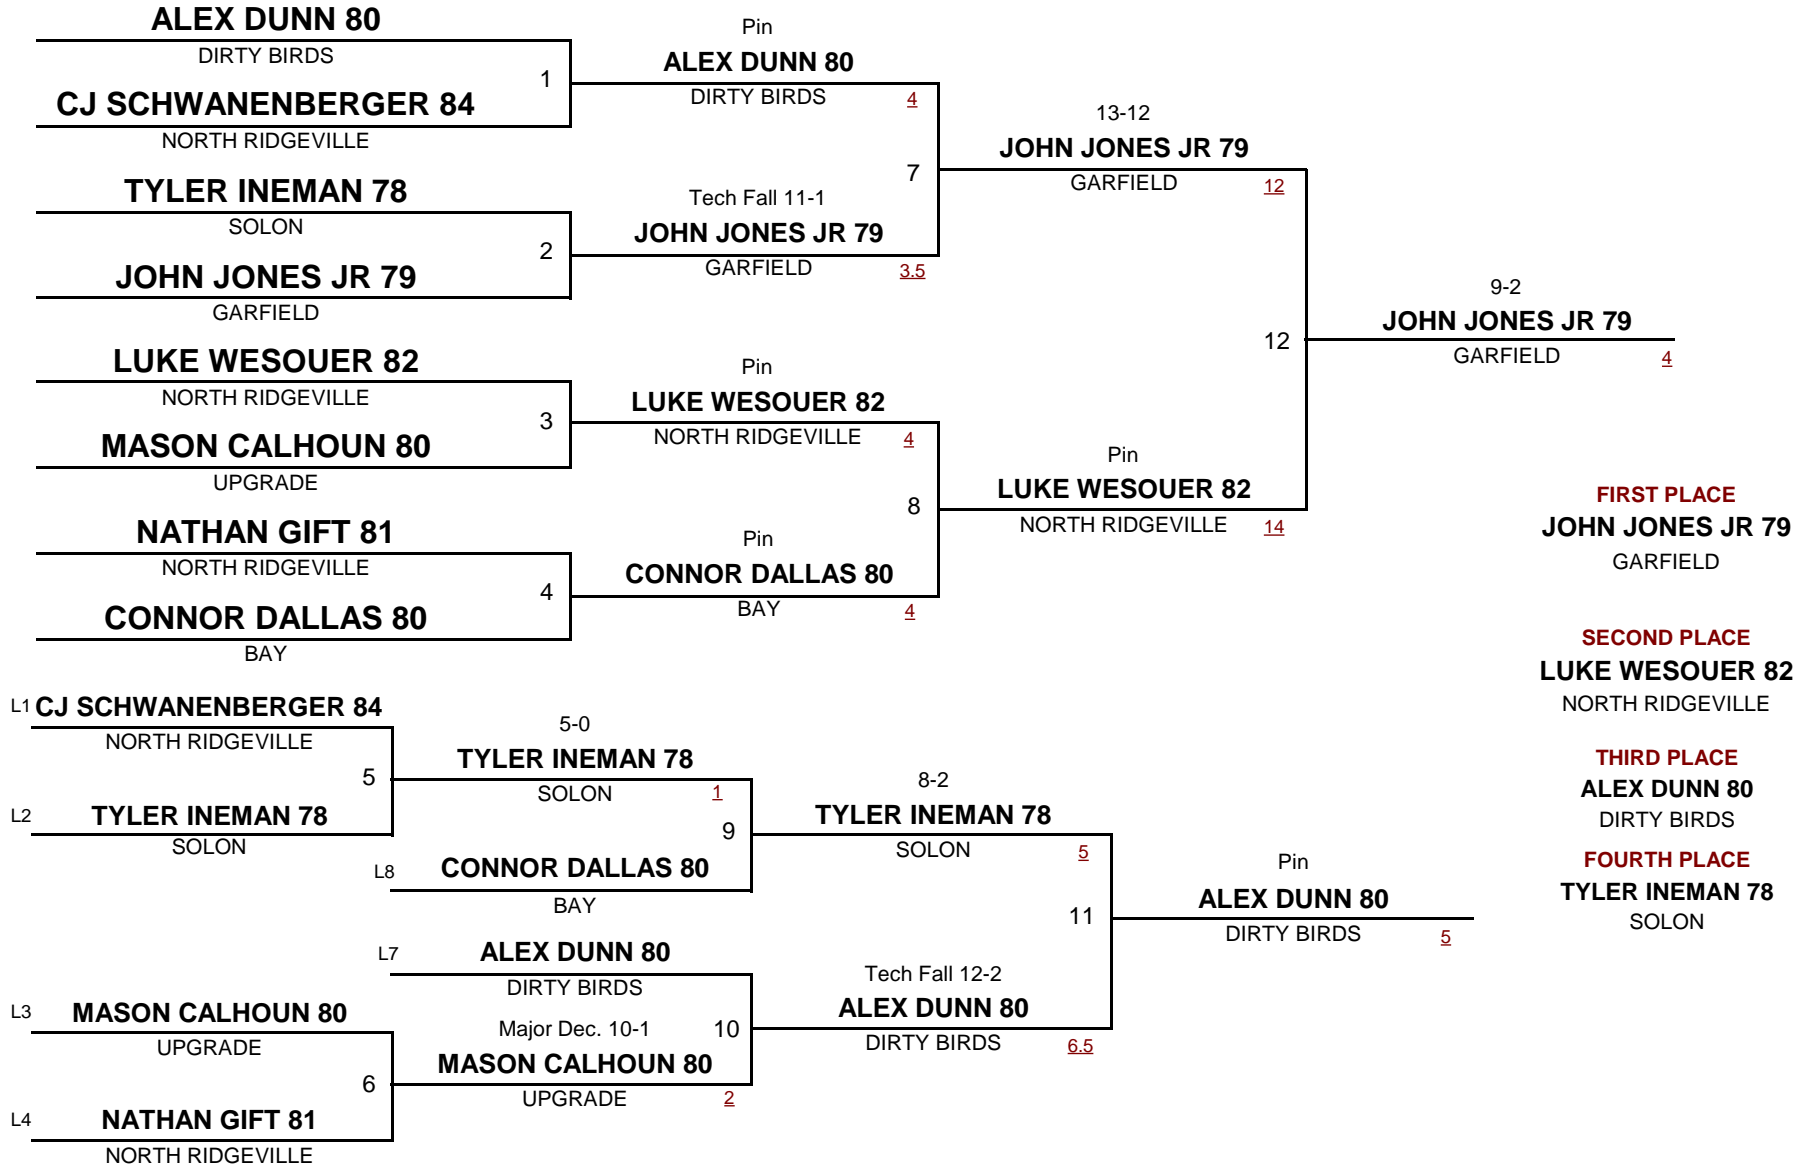 ALEX DUNN 80
DIRTY BIRDS
1
CJ SCHWANENBERGER 84
NORTH RIDGEVILLE
TYLER INEMAN 78
SOLON
2
JOHN JONES JR 79
GARFIELD
LUKE WESOUER 82
NORTH RIDGEVILLE
3
MASON CALHOUN 80
UPGRADE
NATHAN GIFT 81
NORTH RIDGEVILLE
4
CONNOR DALLAS 80
BAY
Pin
ALEX DUNN 80
DIRTY BIRDS 4
7
Tech Fall 11-1
JOHN JONES JR 79
GARFIELD 3.5
Pin
LUKE WESOUER 82
NORTH RIDGEVILLE 4
8
Pin
CONNOR DALLAS 80
BAY 4
13-12
JOHN JONES JR 79
GARFIELD 12
12
Pin
LUKE WESOUER 82
NORTH RIDGEVILLE 14
9-2
JOHN JONES JR 79
GARFIELD 4
L1 CJ SCHWANENBERGER 84
NORTH RIDGEVILLE
5
L2 TYLER INEMAN 78
SOLON
L3 MASON CALHOUN 80
UPGRADE
6
L4 NATHAN GIFT 81
NORTH RIDGEVILLE
5-0
TYLER INEMAN 78
SOLON 1
9
L8 CONNOR DALLAS 80
BAY
L7 ALEX DUNN 80
DIRTY BIRDS
Major Dec. 10-1 10
MASON CALHOUN 80
UPGRADE 2
8-2
TYLER INEMAN 78
SOLON 5
11
Tech Fall 12-2
ALEX DUNN 80
DIRTY BIRDS 6.5
Pin
ALEX DUNN 80
DIRTY BIRDS 5
FIRST PLACE
JOHN JONES JR 79
GARFIELD
SECOND PLACE
LUKE WESOUER 82
NORTH RIDGEVILLE
THIRD PLACE
ALEX DUNN 80
DIRTY BIRDS
FOURTH PLACE
TYLER INEMAN 78
SOLON